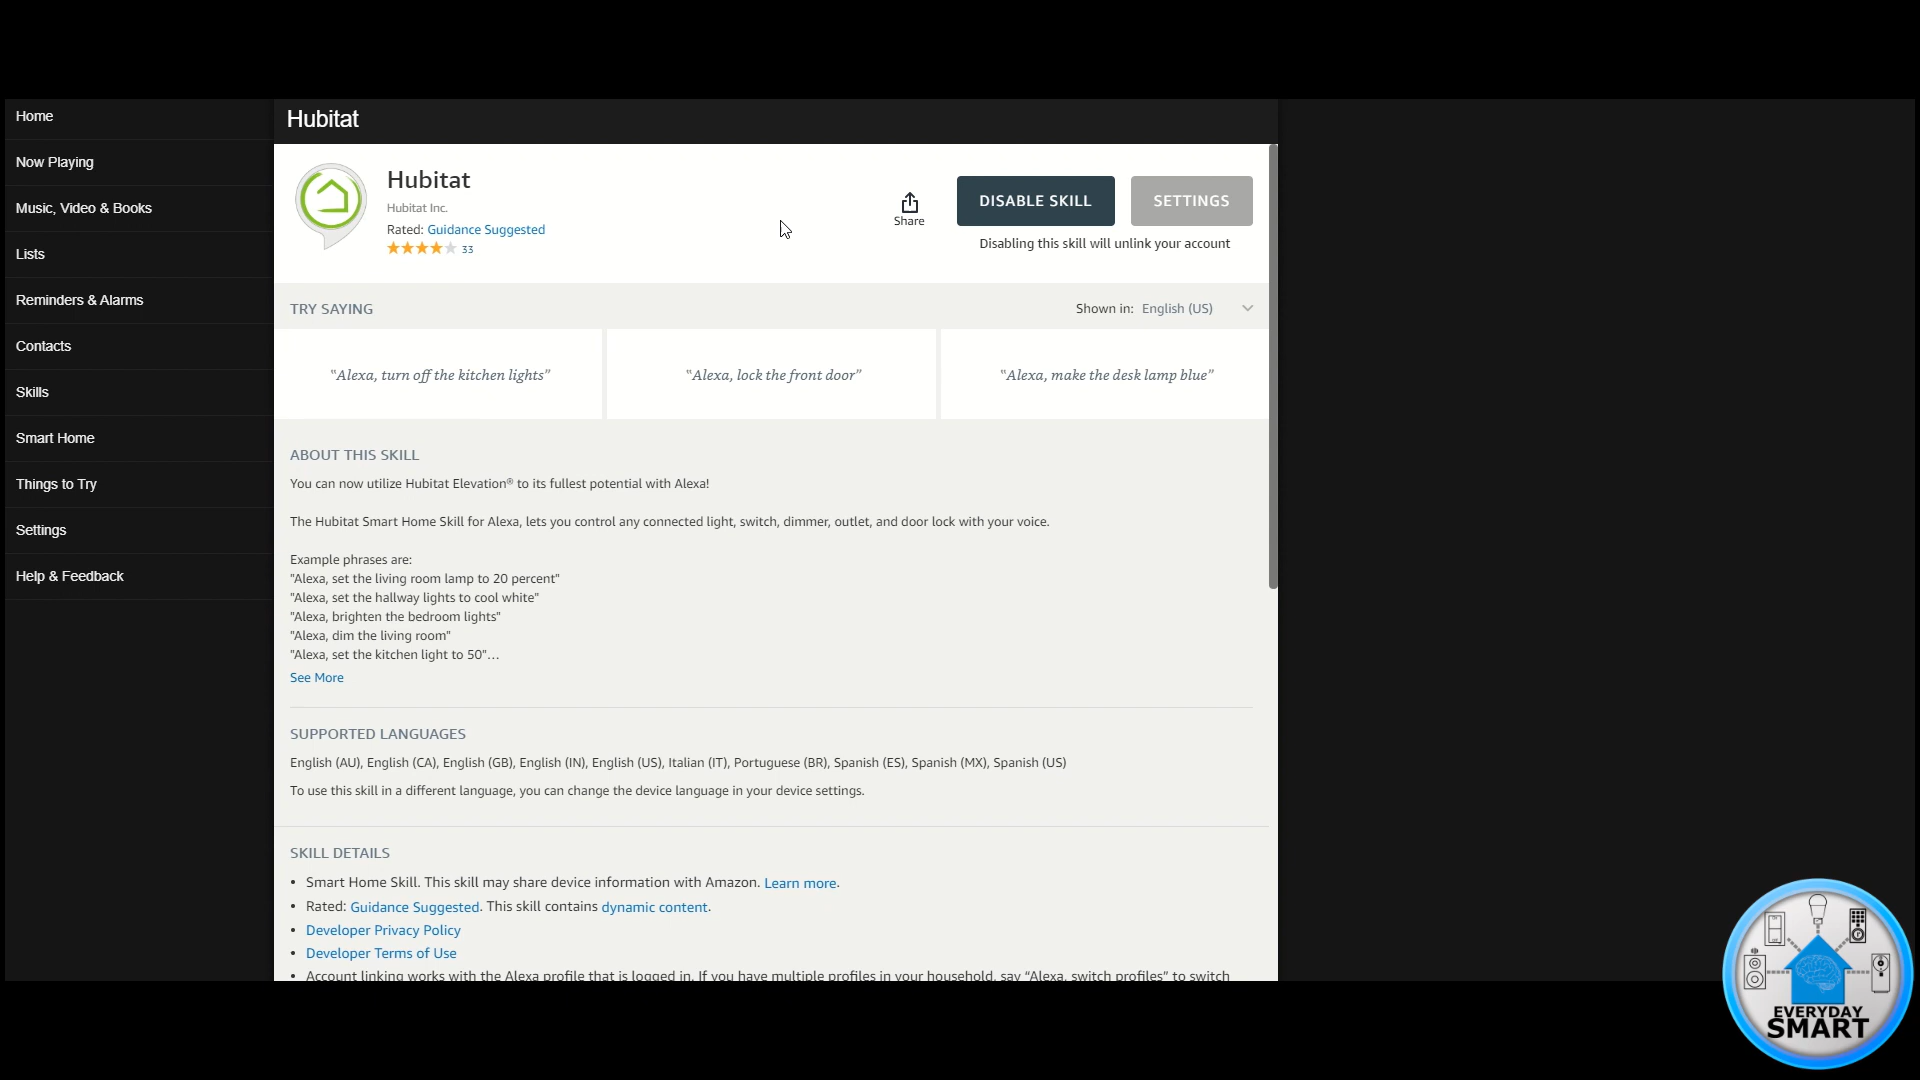 Home
Now Playing
Music, Video & Books
Lists
Reminders & Alarms
Contacts
Skills
Smart Home
Things to Try
Settings
Help & Feedback
Hubitat
Hubitat
Hubitat Inc.
Rated: Guidance Suggested
33
Share
DISABLE SKILL
SETTINGS
Disabling this skill will unlink your account
TRY SAYING
Shown in: English (US)
"Alexa, turn off the kitchen lights"
"Alexa, lock the front door"
"Alexa, make the desk lamp blue"
ABOUT THIS SKILL
You can now utilize Hubitat Elevation® to its fullest potential with Alexa!
The Hubitat Smart Home Skill for Alexa, lets you control any connected light, switch, dimmer, outlet, and door lock with your voice.
Example phrases are:
"Alexa, set the living room lamp to 20 percent"
"Alexa, set the hallway lights to cool white"
"Alexa, brighten the bedroom lights"
"Alexa, dim the living room"
"Alexa, set the kitchen light to 50"…
See More
SUPPORTED LANGUAGES
English (AU), English (CA), English (GB), English (IN), English (US), Italian (IT), Portuguese (BR), Spanish (ES), Spanish (MX), Spanish (US)
To use this skill in a different language, you can change the device language in your device settings.
SKILL DETAILS
• Smart Home Skill. This skill may share device information with Amazon. Learn more.
• Rated: Guidance Suggested. This skill contains dynamic content.
• Developer Privacy Policy
• Developer Terms of Use
• Account linking works with the Alexa profile that is logged in. If you have multiple profiles in your household, say "Alexa, switch profiles" to switch
EVERYDAY
SMART